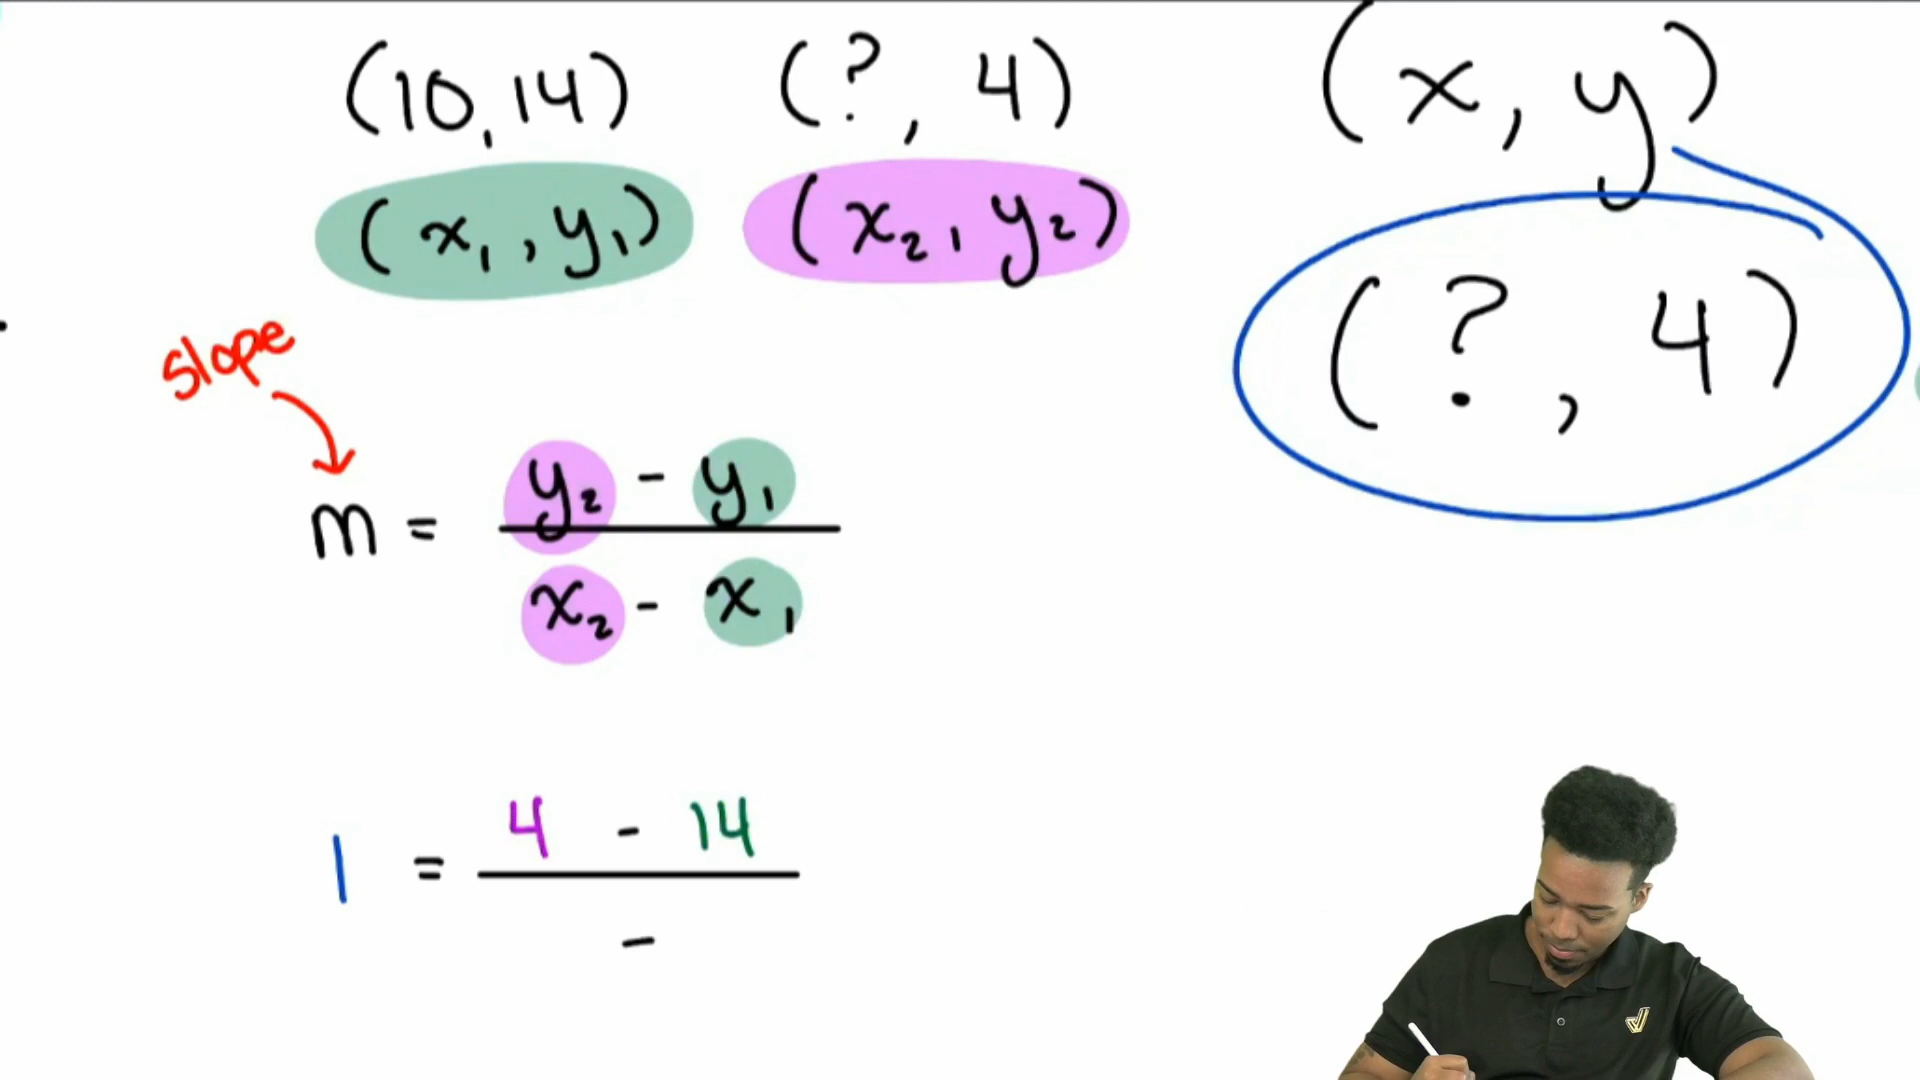 (10, 14) (?, 4)
(x₁, y₁) (x₂, y₂)
(x, y)
(?, 4)
slope
m = y₂ - y₁
x₂ - x₁
1 = 4 - 14
-